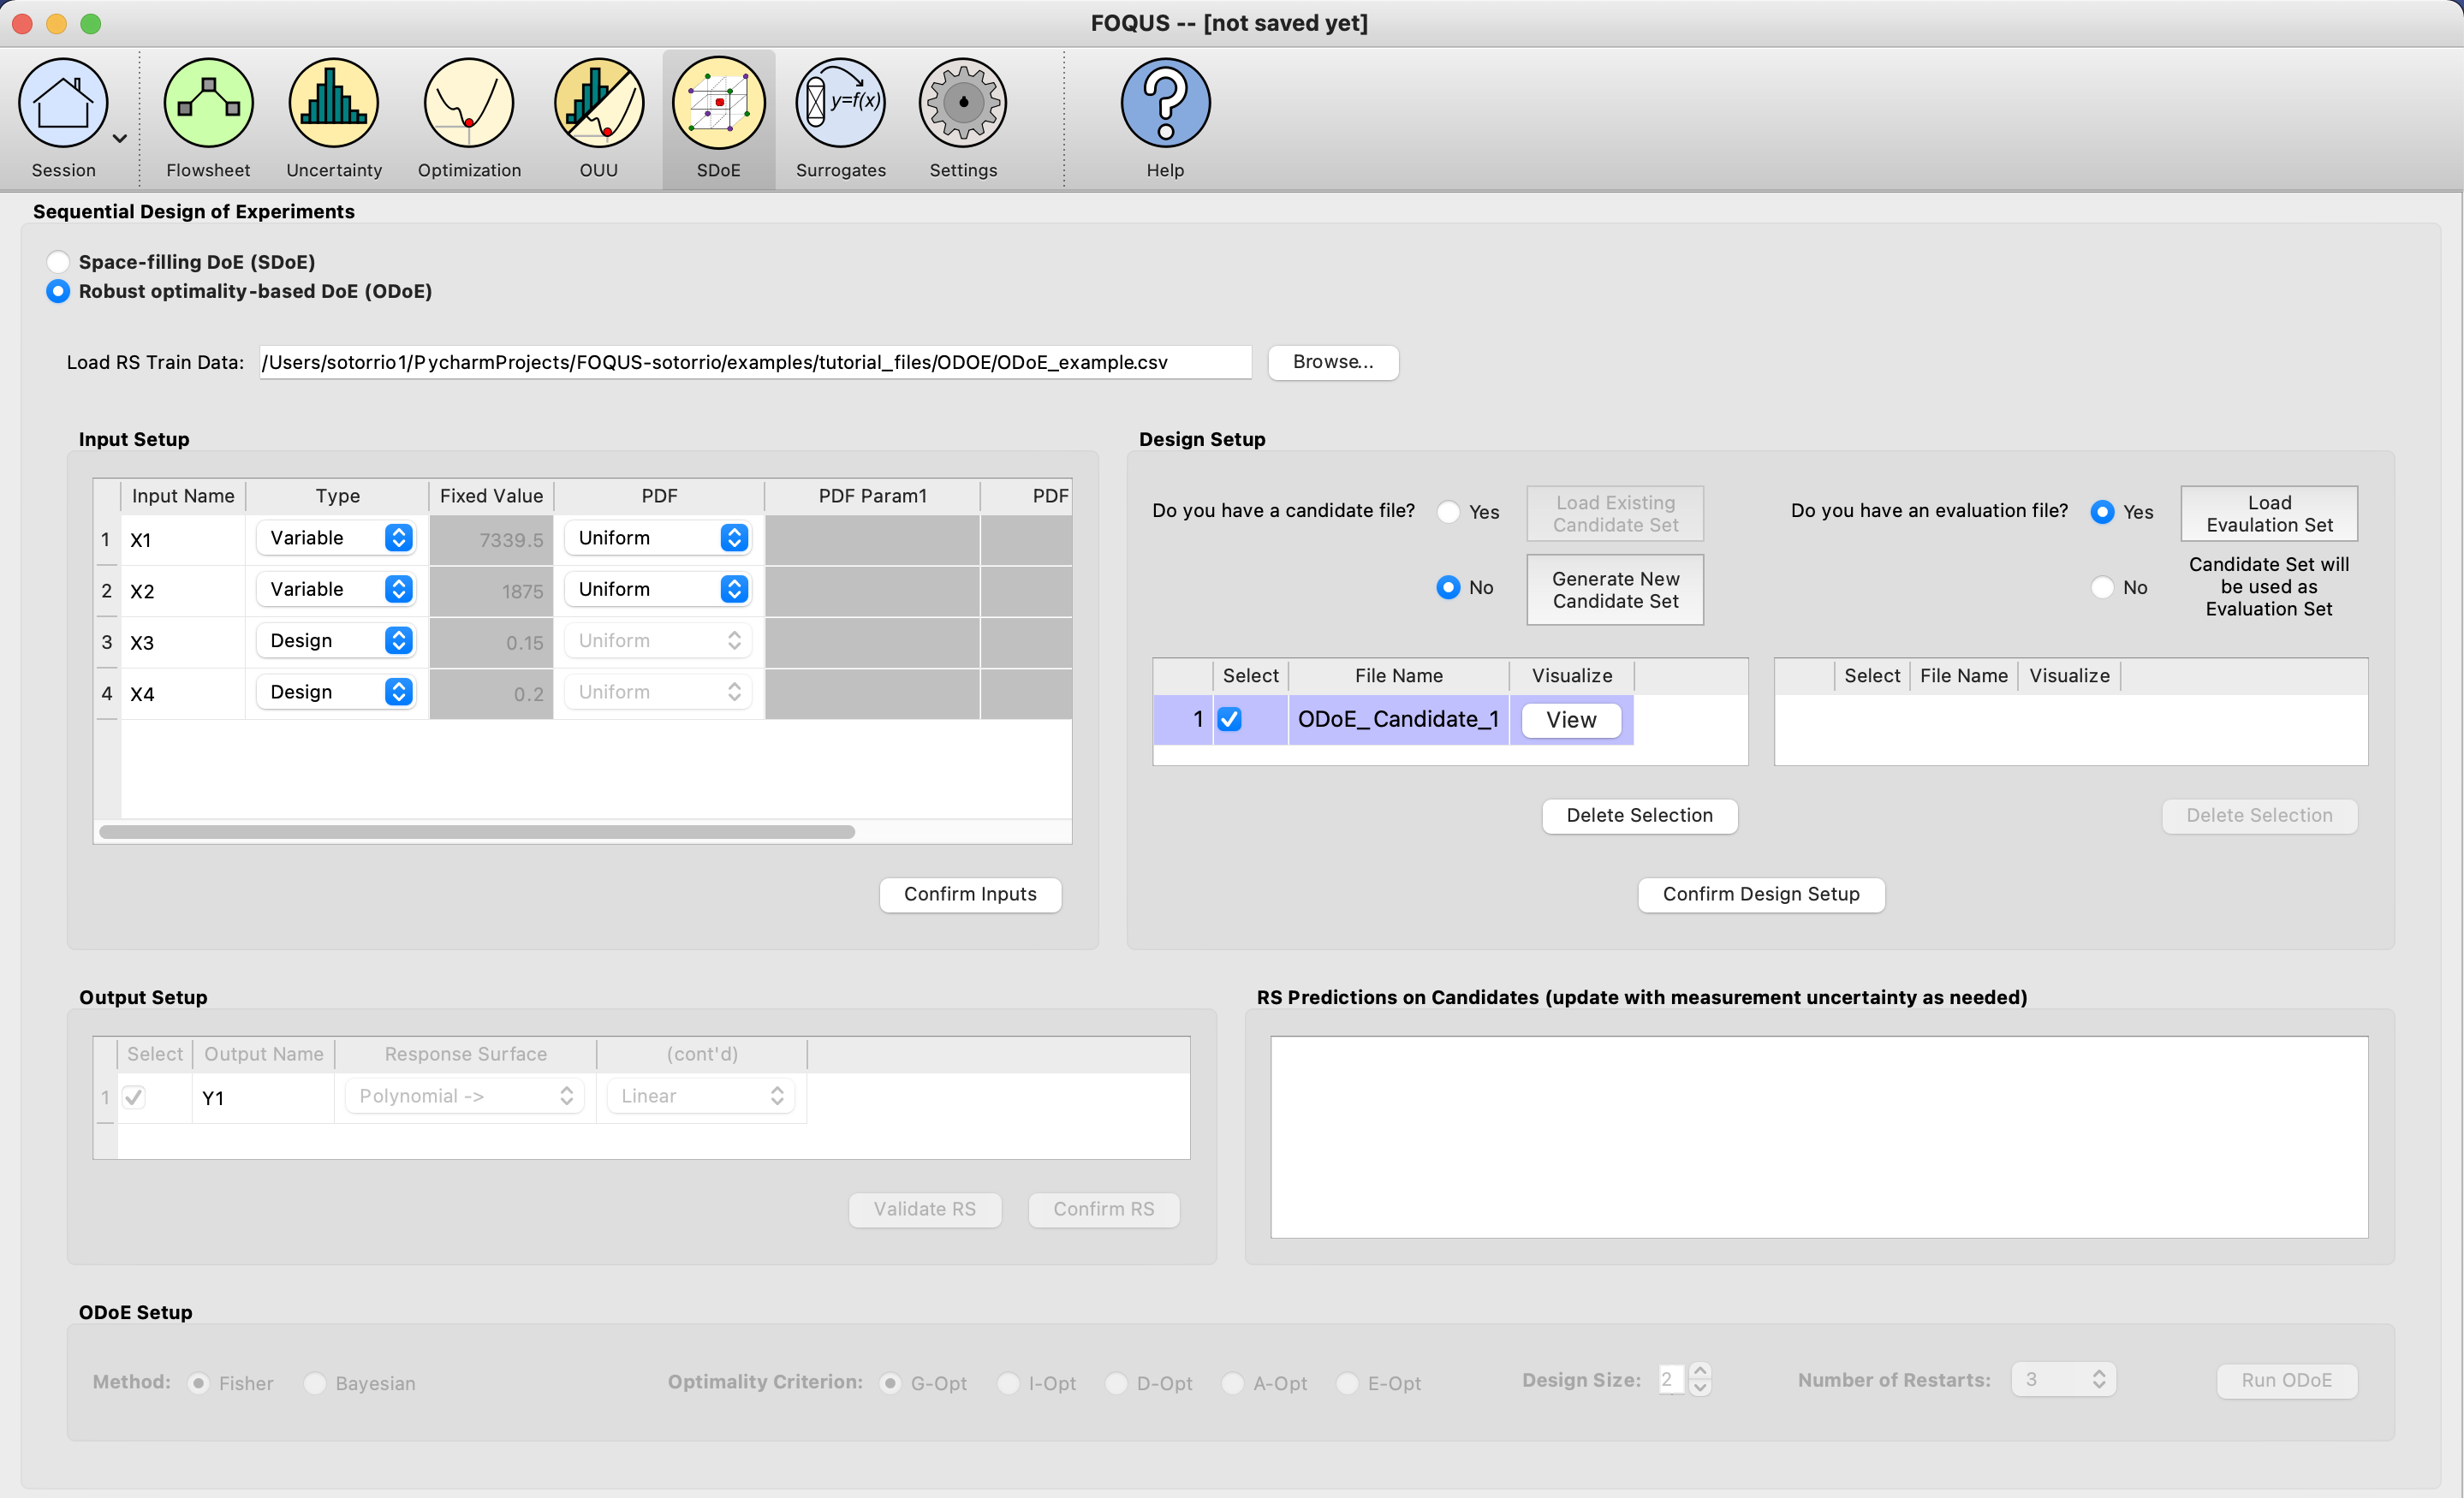 FOQUS -- [not saved yet]
y=f(x)
Session Flowsheet Uncertainty Optimization OUU SDoE Surrogates Settings Help
Sequential Design of Experiments
Space-filling DoE (SDoE)
Robust optimality-based DoE (ODoE)
Load RS Train Data: /Users/sotorrio1/PycharmProjects/FOQUS-sotorrio/examples/tutorial_files/ODOE/ODoE_example.csv Browse...
Input Setup
Input Name Type Fixed Value PDF PDF Param1 PDF
1 X1 Variable 7339.5 Uniform
2 X2 Variable 1875 Uniform
3 X3 Design 0.15 Uniform
4 X4 Design 0.2 Uniform
Confirm Inputs
Design Setup
Do you have a candidate file? Yes
Load Existing
Candidate Set
No
Generate New
Candidate Set
Do you have an evaluation file? Yes
Load
Evaulation Set
No
Candidate Set will
be used as
Evaluation Set
Select File Name Visualize
1 ODoE_Candidate_1 View
Select File Name Visualize
Delete Selection
Delete Selection
Confirm Design Setup
Output Setup
Select Output Name Response Surface (cont'd)
1 Y1 Polynomial -> Linear
Validate RS Confirm RS
RS Predictions on Candidates (update with measurement uncertainty as needed)
ODoE Setup
Method: Fisher Bayesian Optimality Criterion: G-Opt I-Opt D-Opt A-Opt E-Opt Design Size: 2 Number of Restarts: 3 Run ODoE